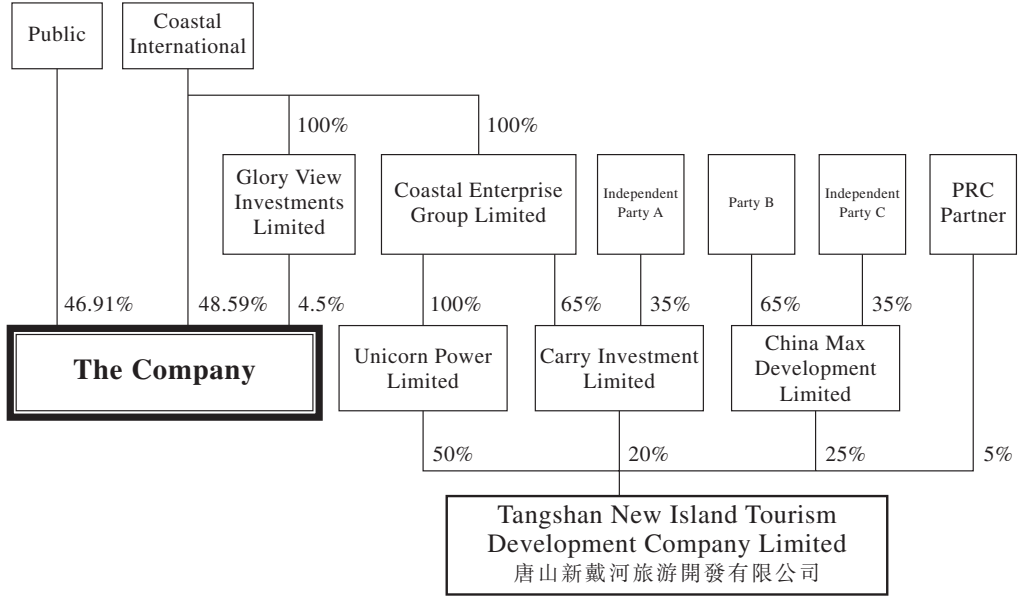 Public
Coastal
International
100%
100%
Glory View
Investments
Limited
Coastal Enterprise
Group Limited
Independent
Party A
Party B
Independent
Party C
PRC
Partner
46.91%
48.59%
4.5%
100%
65%
35%
65%
35%
The Company
Unicorn Power
Limited
Carry Investment
Limited
China Max
Development
Limited
50%
20%
25%
5%
Tangshan New Island Tourism
Development Company Limited
唐山新戴河旅游開發有限公司